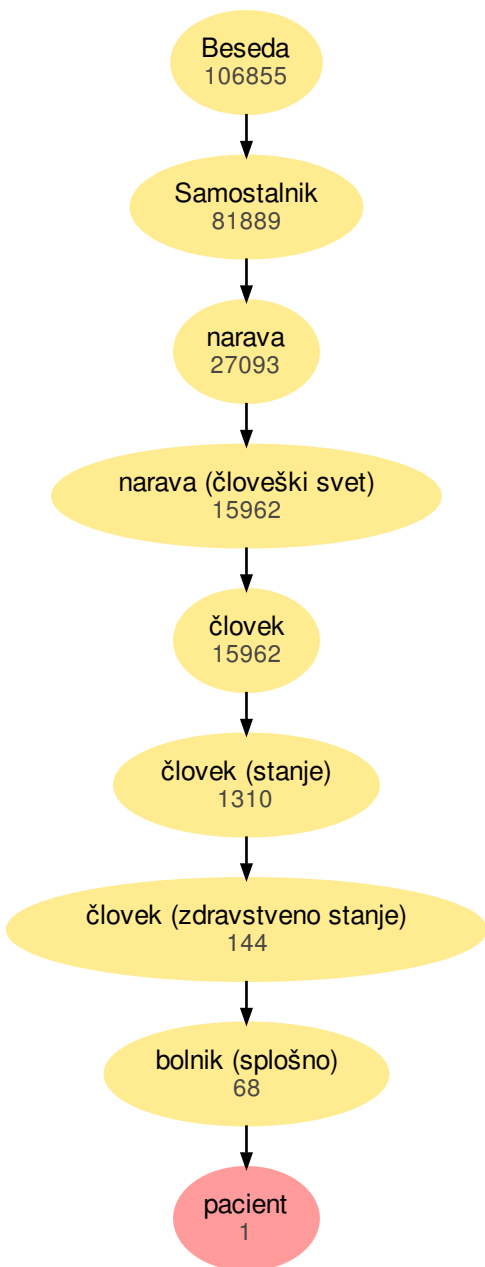 Beseda
106855
Samostalnik
81889
narava
27093
narava (človeški svet)
15962
človek
15962
človek (stanje)
1310
človek (zdravstveno stanje)
144
bolnik (splošno)
68
pacient
1